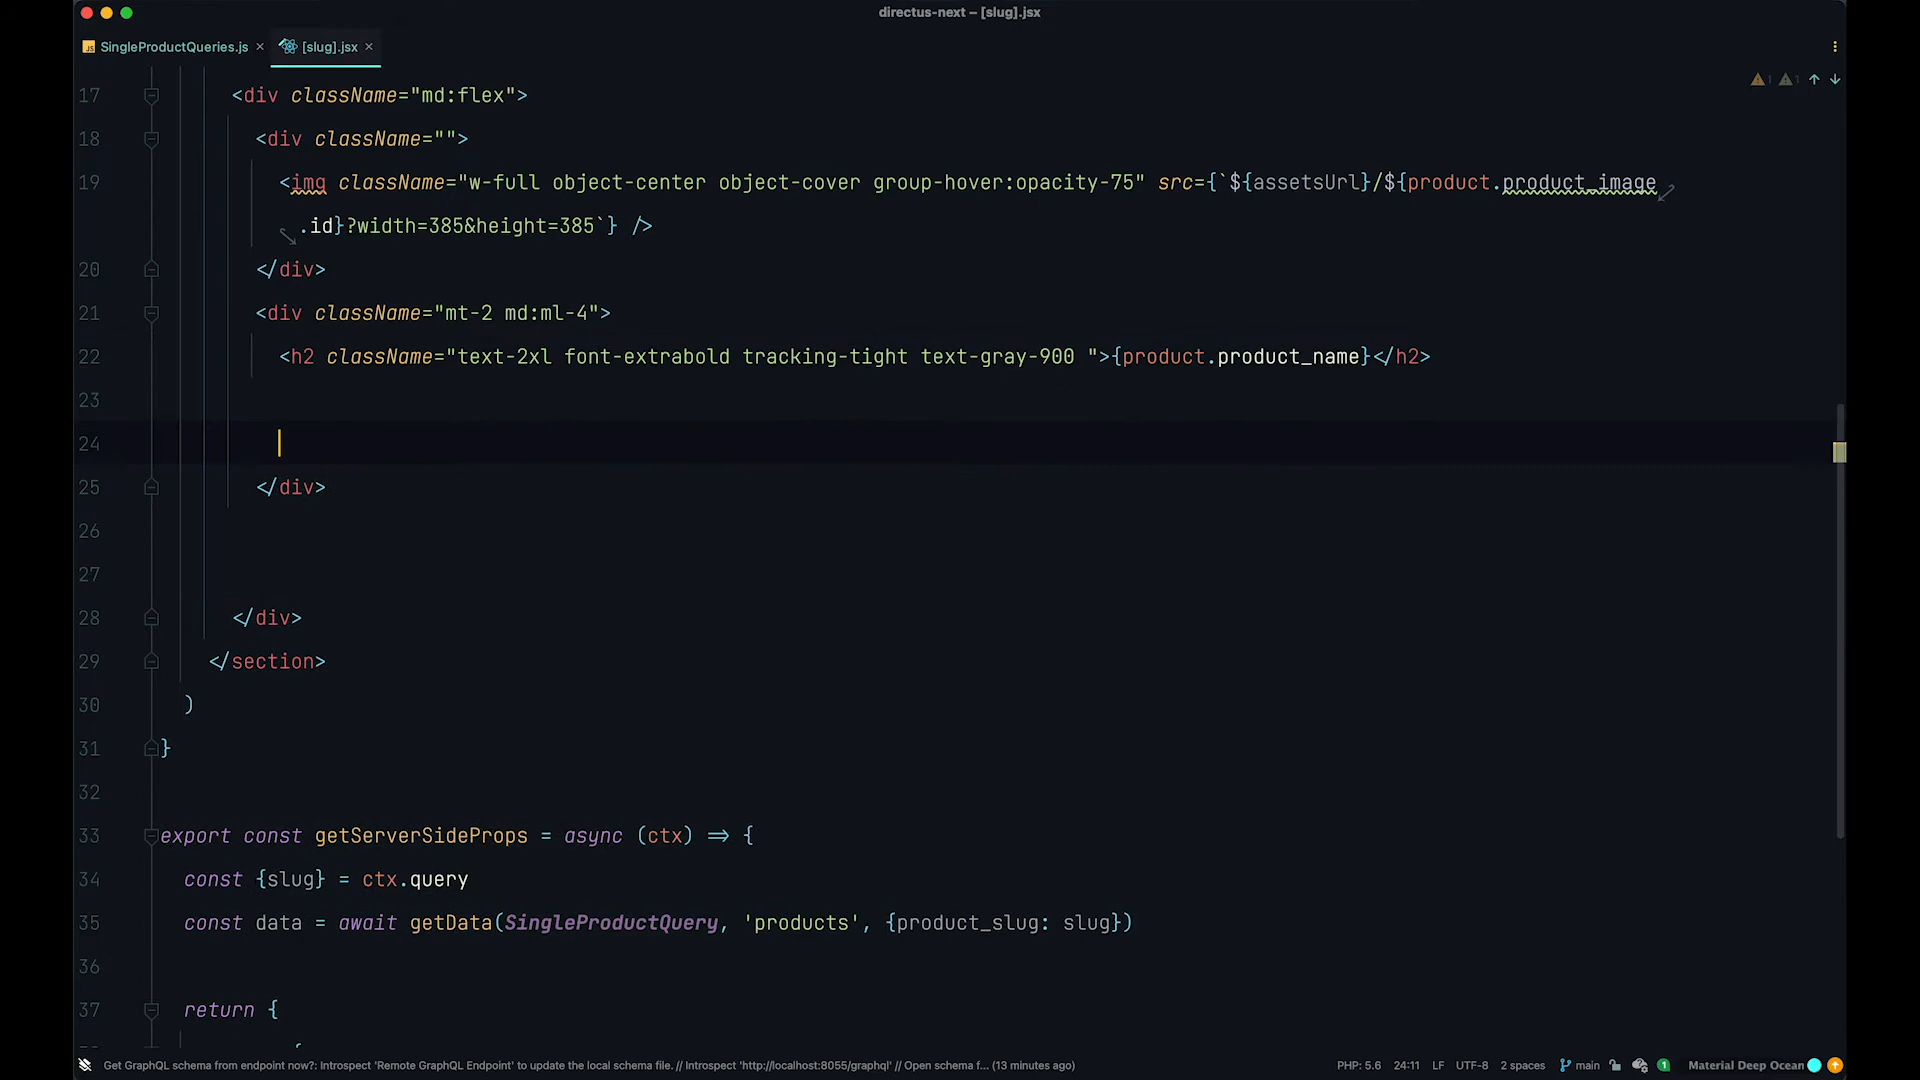 directus-next – [slug].jsx
JS SingleProductQueries.js × [slug].jsx ×
1 1
17 <div className="md:flex">
18 <div className="">
19 <img className="w-full object-center object-cover group-hover:opacity-75" src={`${assetsUrl}/${product.product_image
.id}?width=385&height=385`} />
20 </div>
21 <div className="mt-2 md:ml-4">
22 <h2 className="text-2xl font-extrabold tracking-tight text-gray-900 ">{product.product_name}</h2>
23
24
25 </div>
26
27
28 </div>
29 </section>
30 )
31 }
32
33 export const getServerSideProps = async (ctx) => {
34 const {slug} = ctx.query
35 const data = await getData(SingleProductQuery, 'products', {product_slug: slug})
36
37 return {
Get GraphQL schema from endpoint now?: Introspect 'Remote GraphQL Endpoint' to update the local schema file. // Introspect 'http://localhost:8055/graphql' // Open schema f... (13 minutes ago) PHP: 5.6 24:11 LF UTF-8 2 spaces main 1 Material Deep Ocean